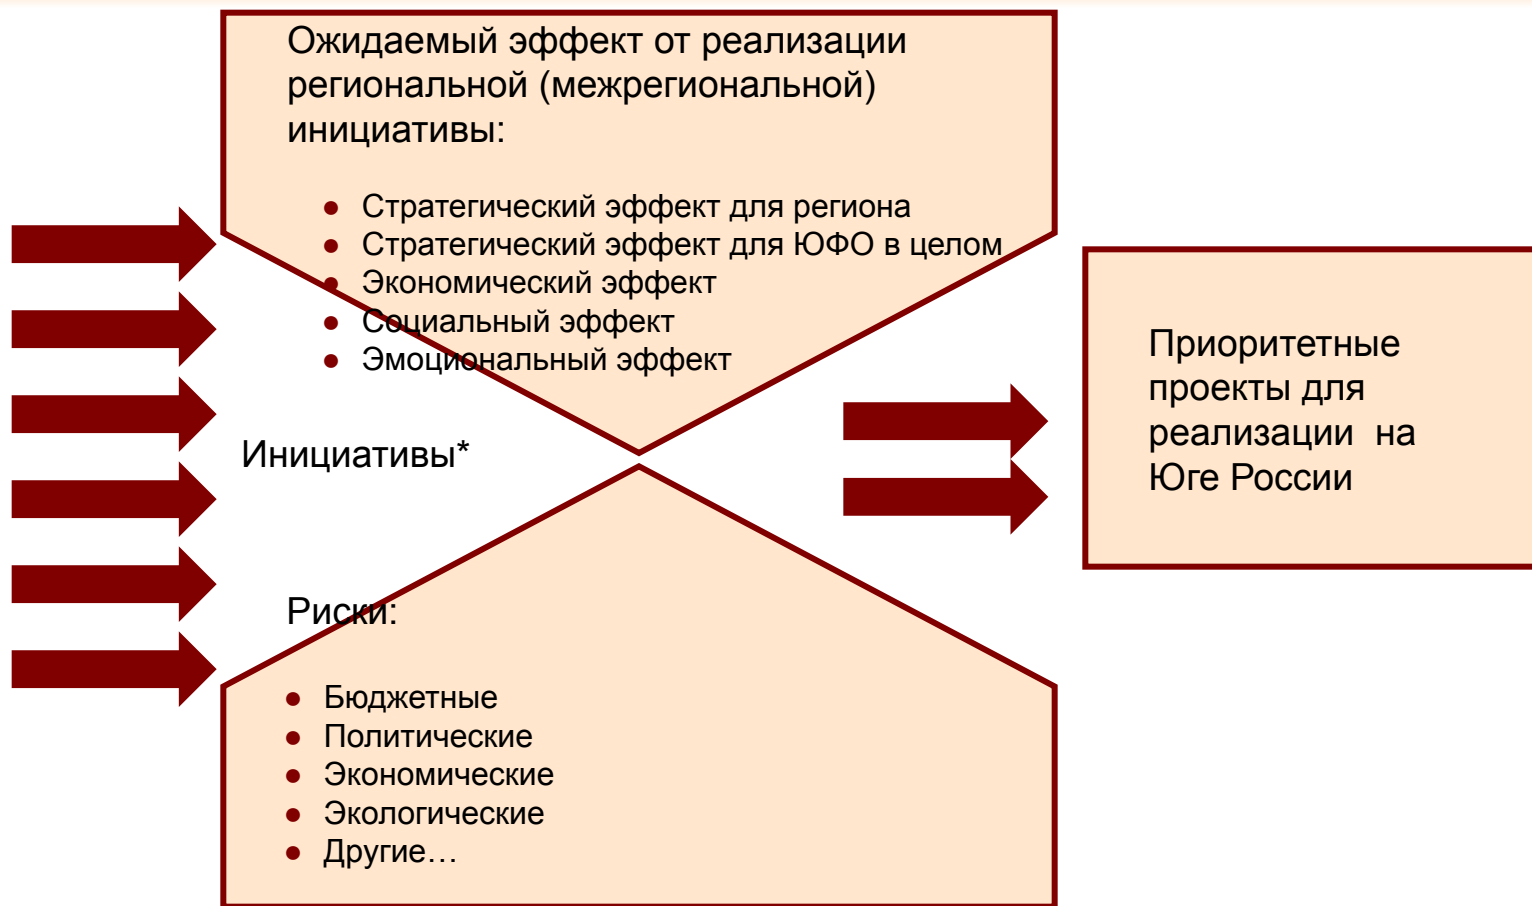 Ожидаемый эффект от реализации
региональной (межрегиональной)
инициативы:
● Стратегический эффект для региона
● Стратегический эффект для ЮФО в целом
● Экономический эффект
● Социальный эффект
● Эмоциональный эффект
Инициативы*
Приоритетные
проекты для
реализации на
Юге России
Риски:
● Бюджетные
● Политические
● Экономические
● Экологические
● Другие…